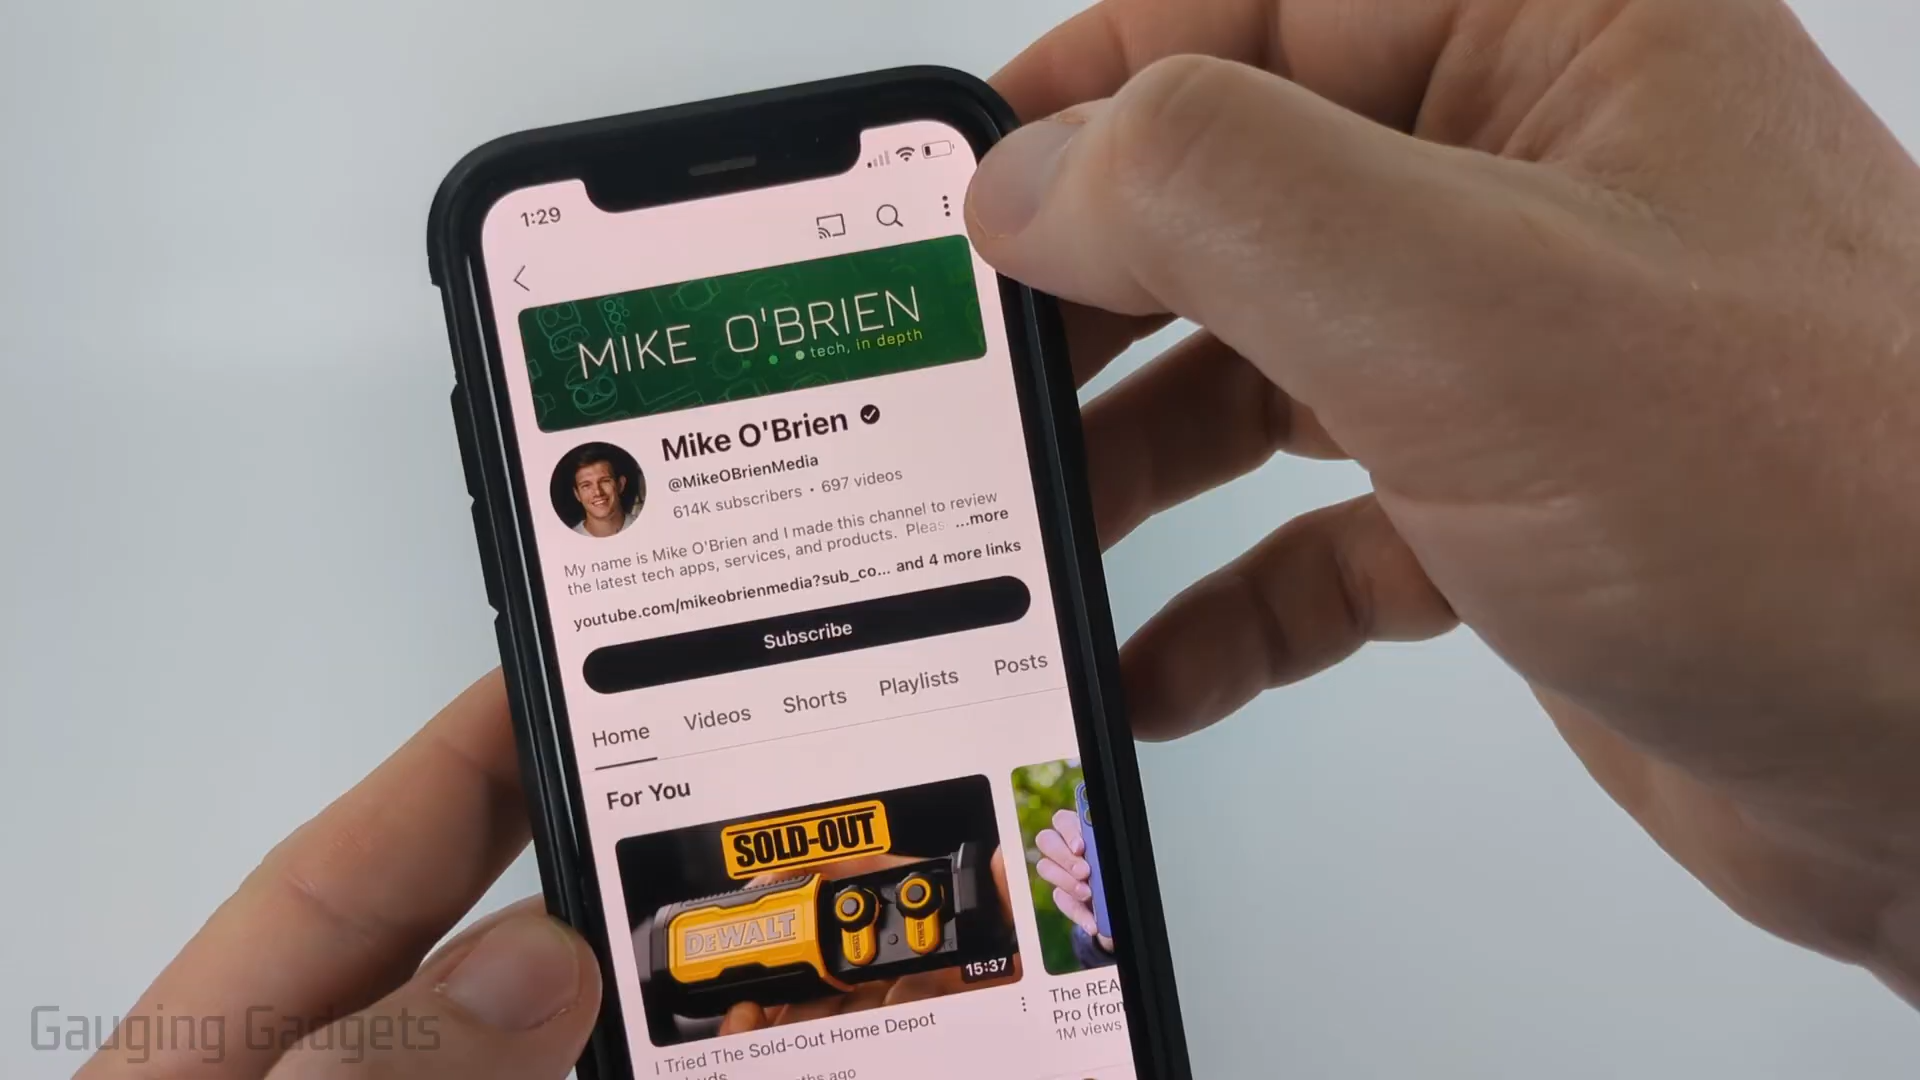 1:29
MIKE O'BRIEN
tech, in depth
Mike O'Brien
@MikeOBrienMedia
614K subscribers • 697 videos
My name is Mike O'Brien and I made this channel to review
the latest tech apps, services, and products. Pleas ...more
youtube.com/mikeobrienmedia?sub_co... and 4 more links
Subscribe
Home Videos Shorts Playlists Posts
For You
SOLD-OUT
DEWALT
15:37
I Tried The Sold-Out Home Depot
ago
The REA
Pro (from
1M views
Gauging Gadgets